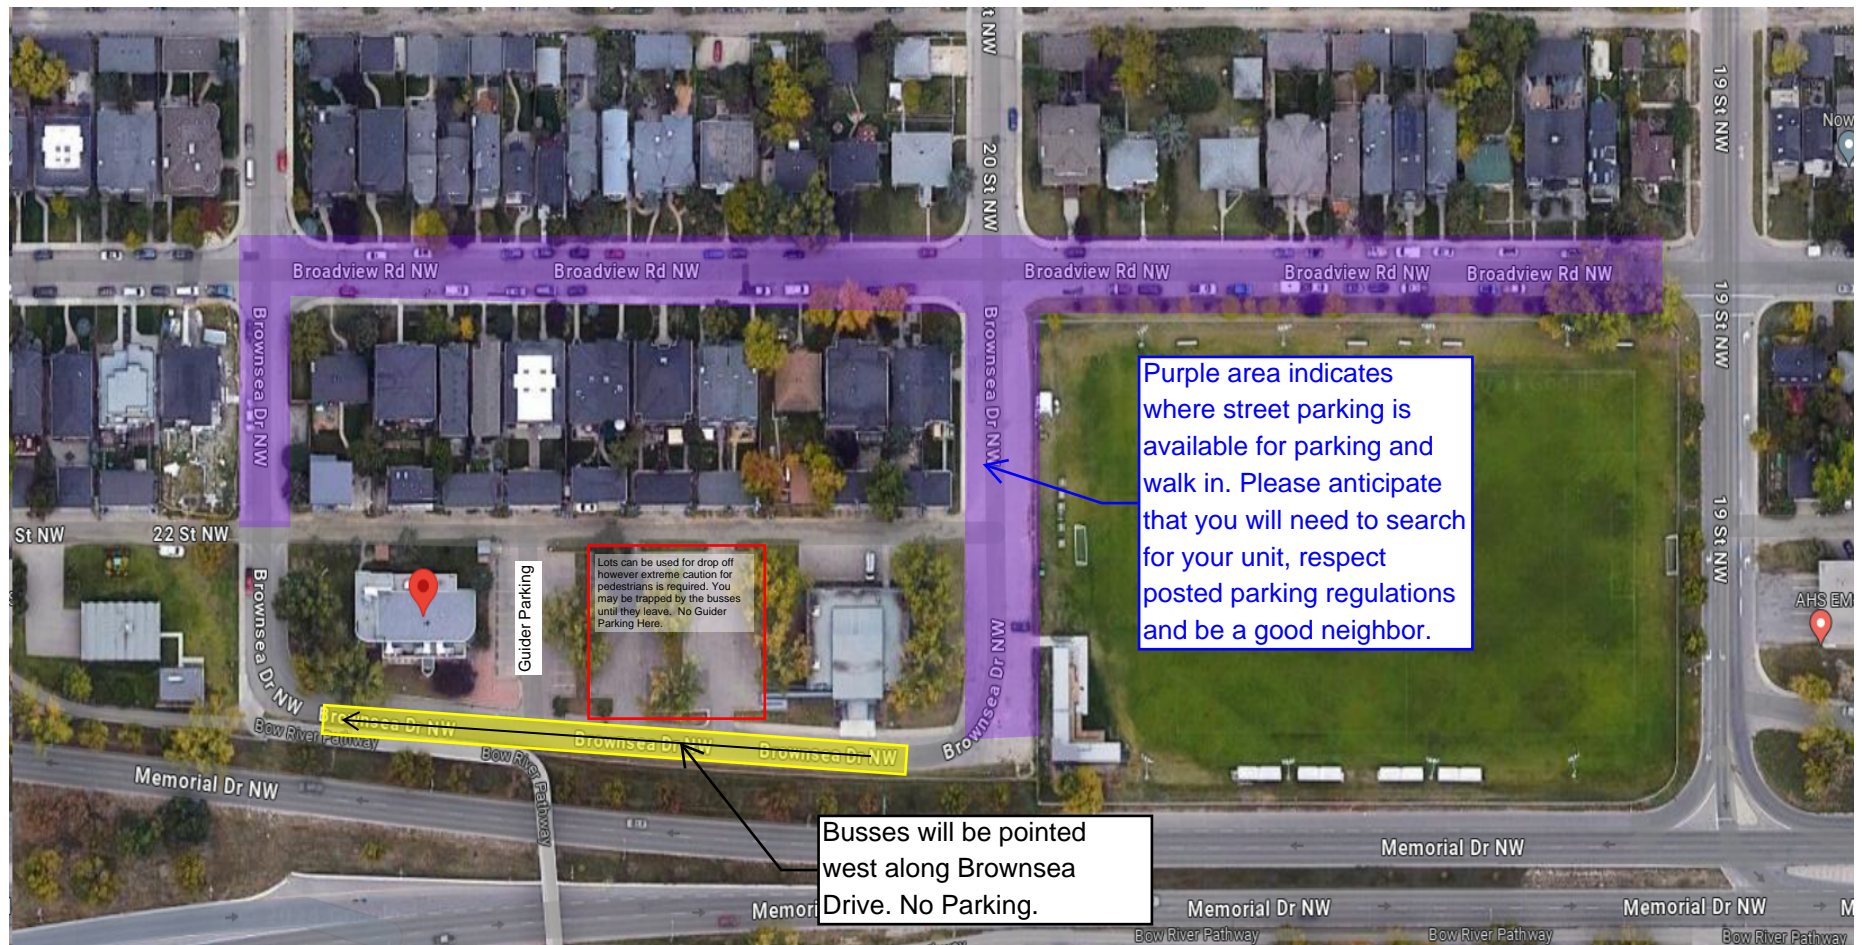 t NW
19 St NW
Now
20 St NW
Broadview Rd NW
Broadview Rd NW
Broadview Rd NW
Broadview Rd NW
Broadview Rd NW
Brownsea Dr NW
Brownsea Dr NW
19 St NW
Purple area indicates
where street parking is
available for parking and
walk in. Please anticipate
that you will need to search
for your unit, respect
posted parking regulations
and be a good neighbor.
St NW
22 St NW
19 St NW
Lots can be used for drop off
however extreme caution for
pedestrians is required. You
may be trapped by the busses
until they leave. No Guider
Parking Here.
Guider Parking
Brownsea Dr NW
Brownsea Dr NW
AHS EM
Brownsea Dr NW
Brownsea Dr NW
Brownsea Dr NW
Bow River Pathway
Bow River Pathway
Memorial Dr NW
Busses will be pointed
west along Brownsea
Drive. No Parking.
Memorial Dr NW
Memori
Memorial Dr NW
Memorial Dr NW
M
Bow River Pathway
Bow River Pathway
Bow River Pathway